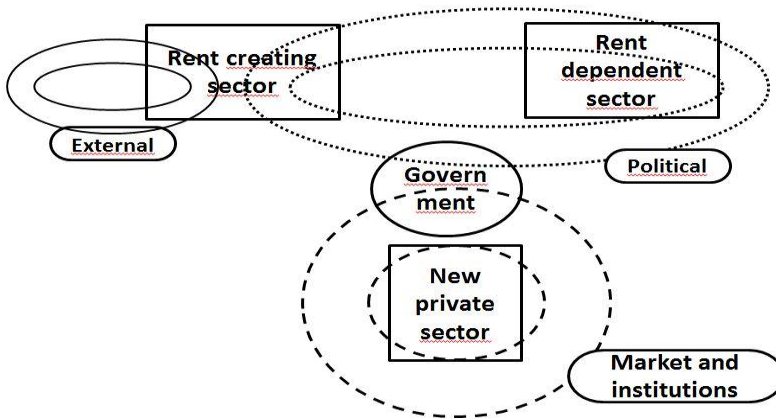 Rent creating
sector
Rent
dependent
sector
External
Political
Govern
ment
New
private
sector
Market and
institutions